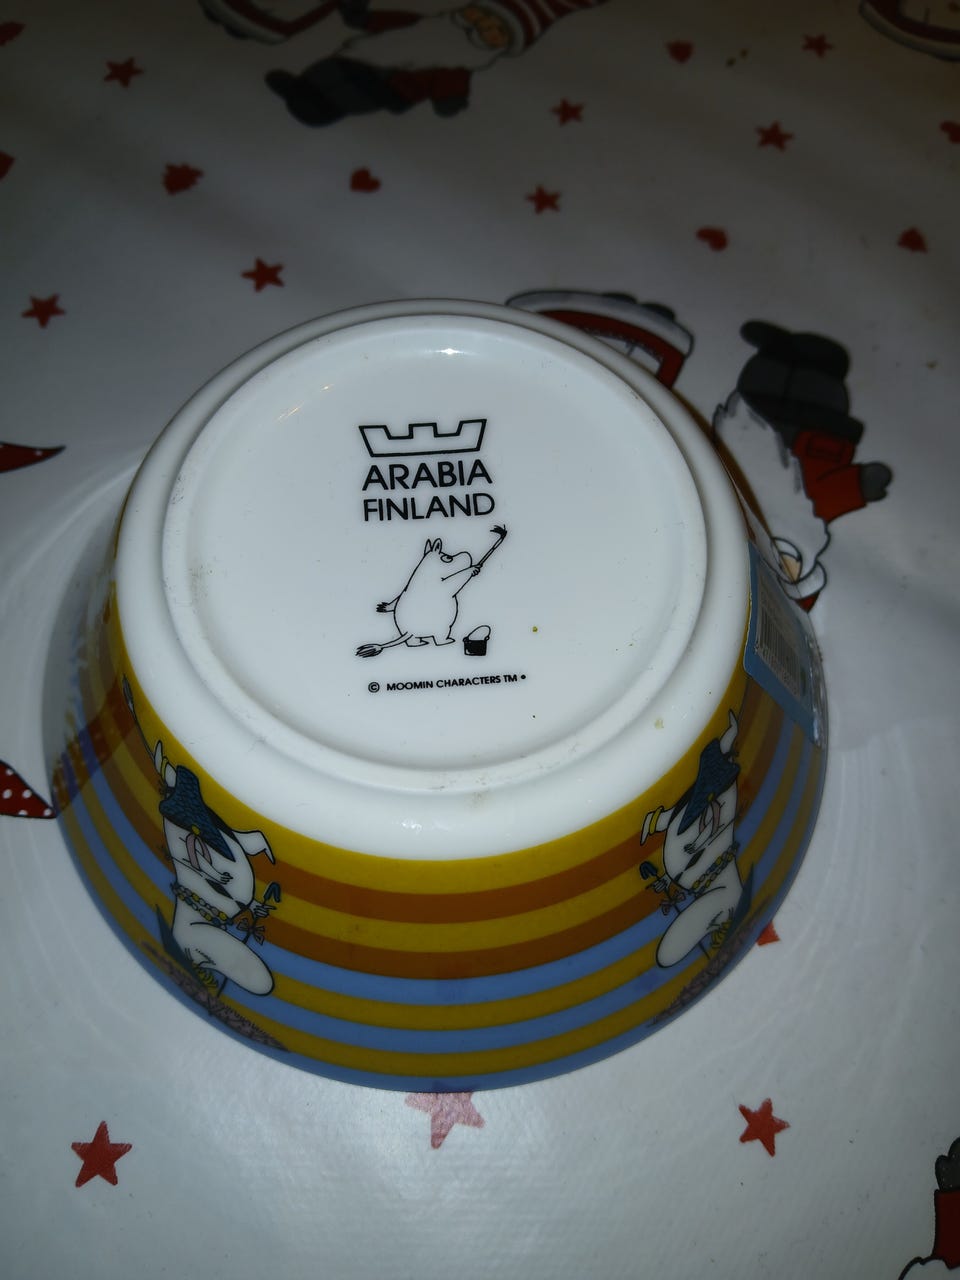 ARABIA
FINLAND
© MOOMIN CHARACTERS TM •